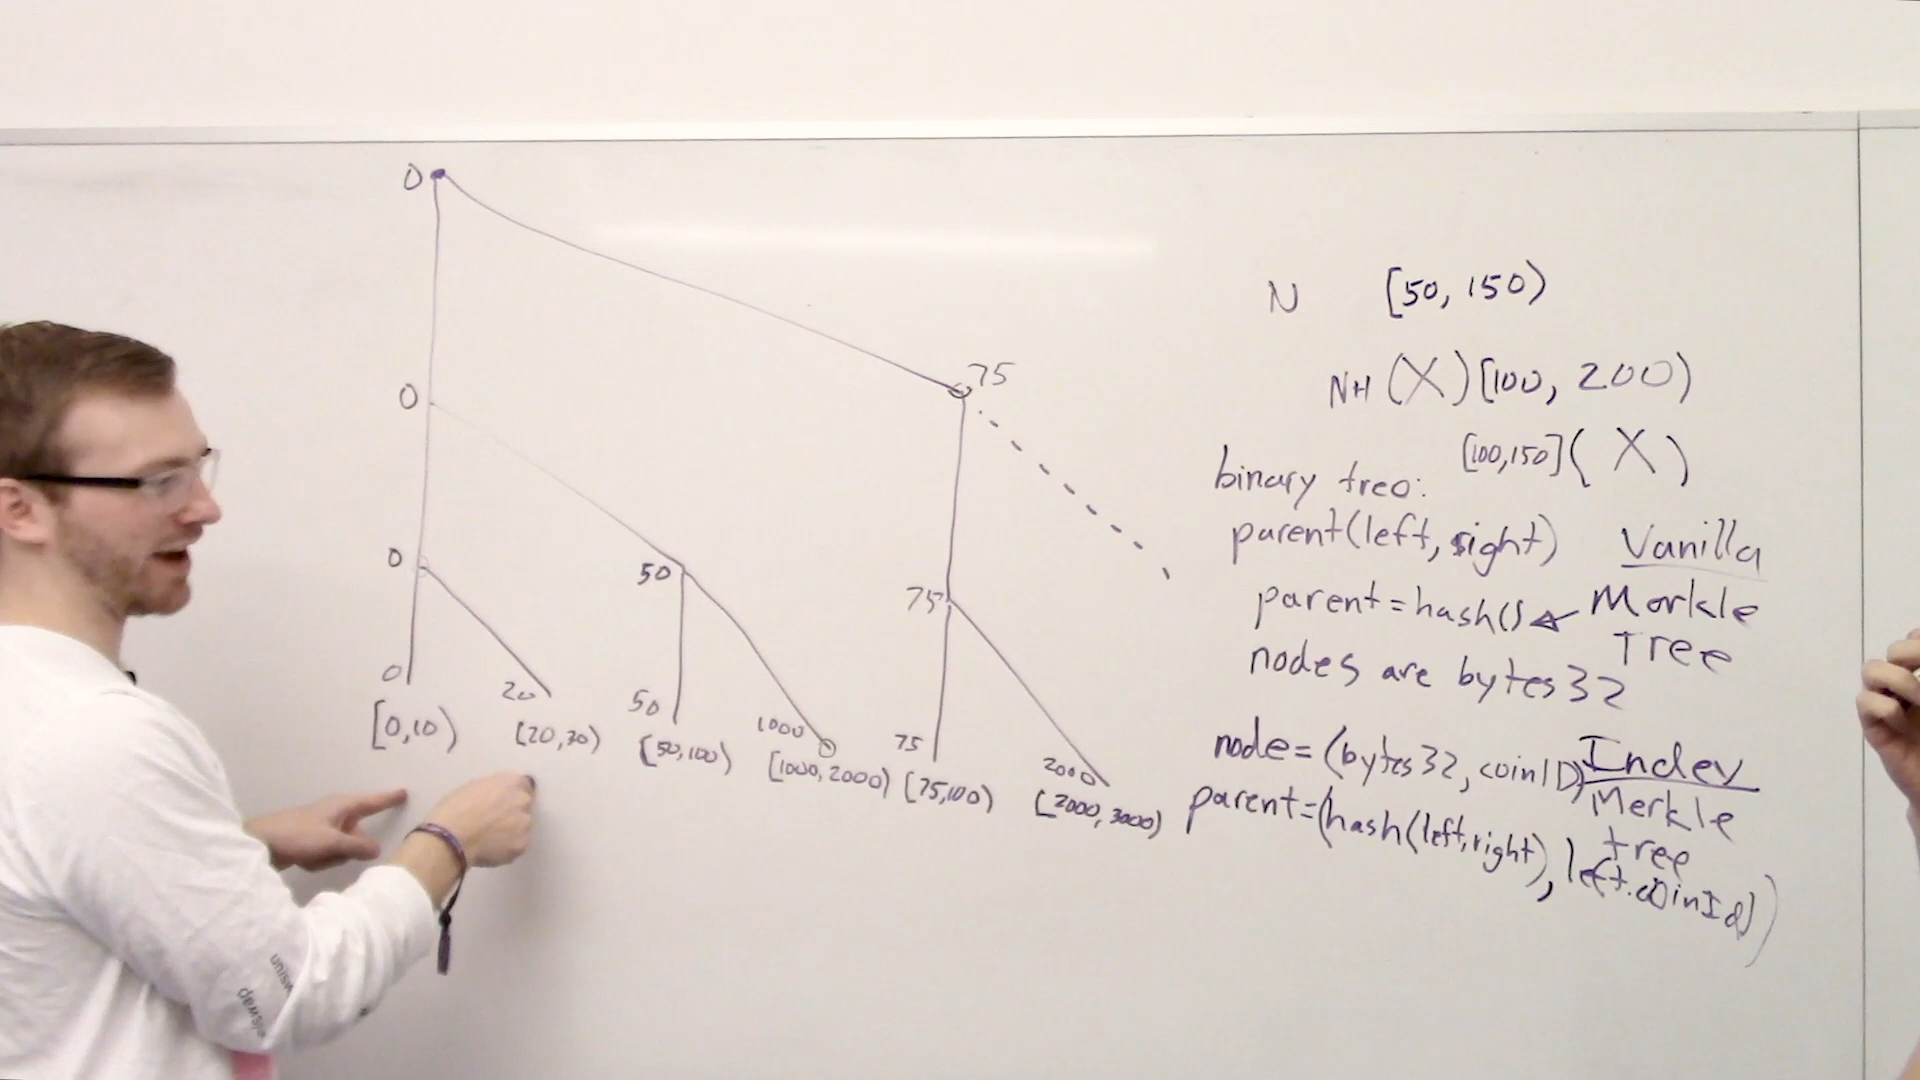 0
75
0
0
50
75
0
20
50
1000
75
2000
[0,10)
[20,30)
[50,100)
[1000,2000)
[75,100)
[2000,3000)
N [50, 150)
NH (X) [100, 200)
[100,150] ( X )
binary tree:
parent(left, right)
parent = hash()
nodes are bytes32
Vanilla
Merkle
Tree
node = (bytes32, coinID)
parent = (hash(left,right), left.coinId)
Index
Merkle
tree